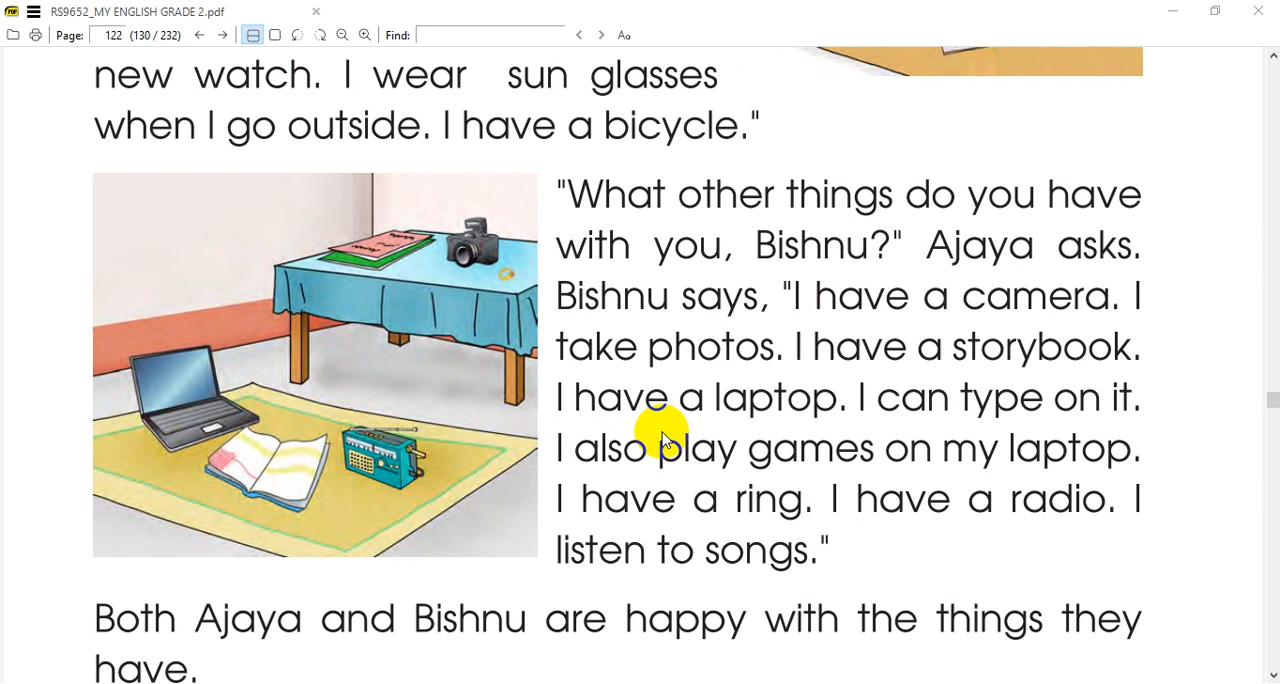 RS9652_MY ENGLISH GRADE 2.pdf
Page: 122 (130 / 232) Find: Aa
new watch. I wear sun glasses
when I go outside. I have a bicycle."
"What other things do you have
with you, Bishnu?" Ajaya asks.
Bishnu says, "I have a camera. I
take photos. I have a storybook.
I have a laptop. I can type on it.
I also play games on my laptop.
I have a ring. I have a radio. I
listen to songs."
Both Ajaya and Bishnu are happy with the things they
have.